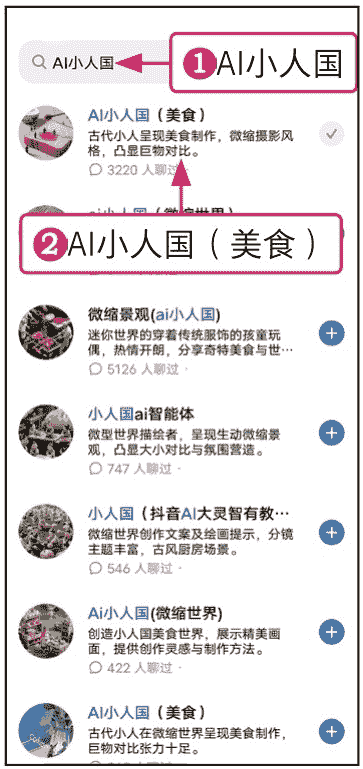 AI小人国
❶AI小人国
AI小人国（美食）
古代小人呈现美食制作，微缩摄影风
格，凸显巨物对比。
3220 人聊过 ·
❷AI小人国（美食）
微缩景观(ai小人国)
迷你世界的穿着传统服饰的孩童玩
偶，热情开朗，分享奇特美食与世…
5126 人聊过 ·
小人国ai智能体
微型世界描绘者，呈现生动微缩景
观，凸显大小对比与氛围营造。
747 人聊过 ·
小人国（抖音AI大灵智有教…
微缩世界创作文案及绘画提示，分镜
主题丰富，古风厨房场景。
546 人聊过 ·
Ai小人国(微缩世界)
创造小人国美食世界，展示精美画
面，提供创作灵感与制作方法。
422 人聊过 ·
AI小人国（美食）
古代小人在微缩世界呈现美食制作，
巨物对比张力十足。